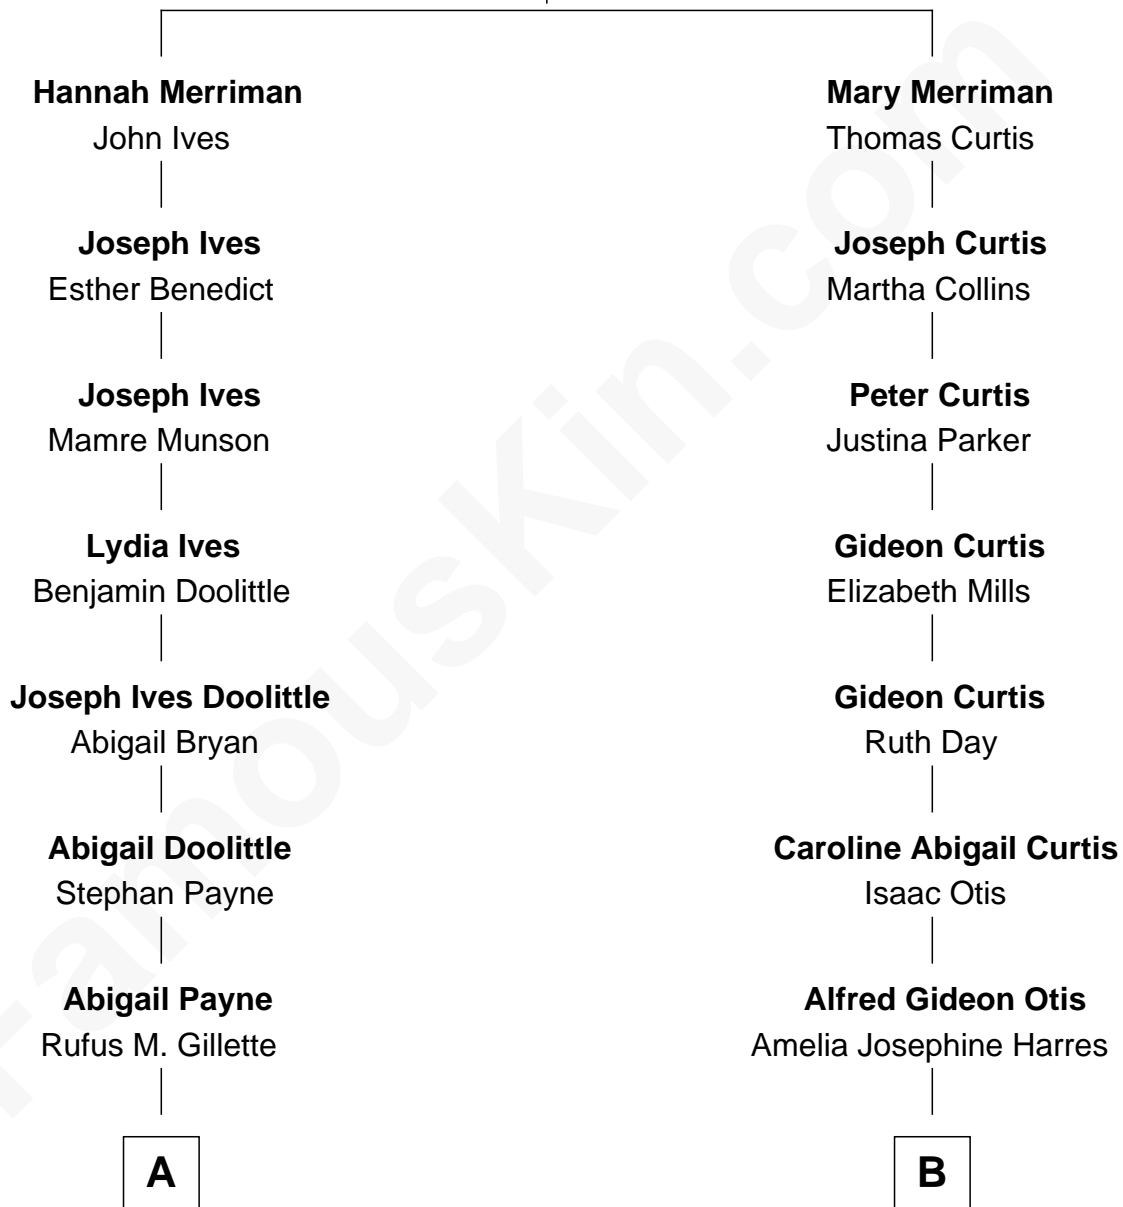 Hannah Merriman
John Ives
Mary Merriman
Thomas Curtis
Joseph Ives
Esther Benedict
Joseph Curtis
Martha Collins
Joseph Ives
Mamre Munson
Peter Curtis
Justina Parker
Lydia Ives
Benjamin Doolittle
Gideon Curtis
Elizabeth Mills
Joseph Ives Doolittle
Abigail Bryan
Gideon Curtis
Ruth Day
Abigail Doolittle
Stephan Payne
Caroline Abigail Curtis
Isaac Otis
Abigail Payne
Rufus M. Gillette
Alfred Gideon Otis
Amelia Josephine Harres
A
B
FamousKin.com